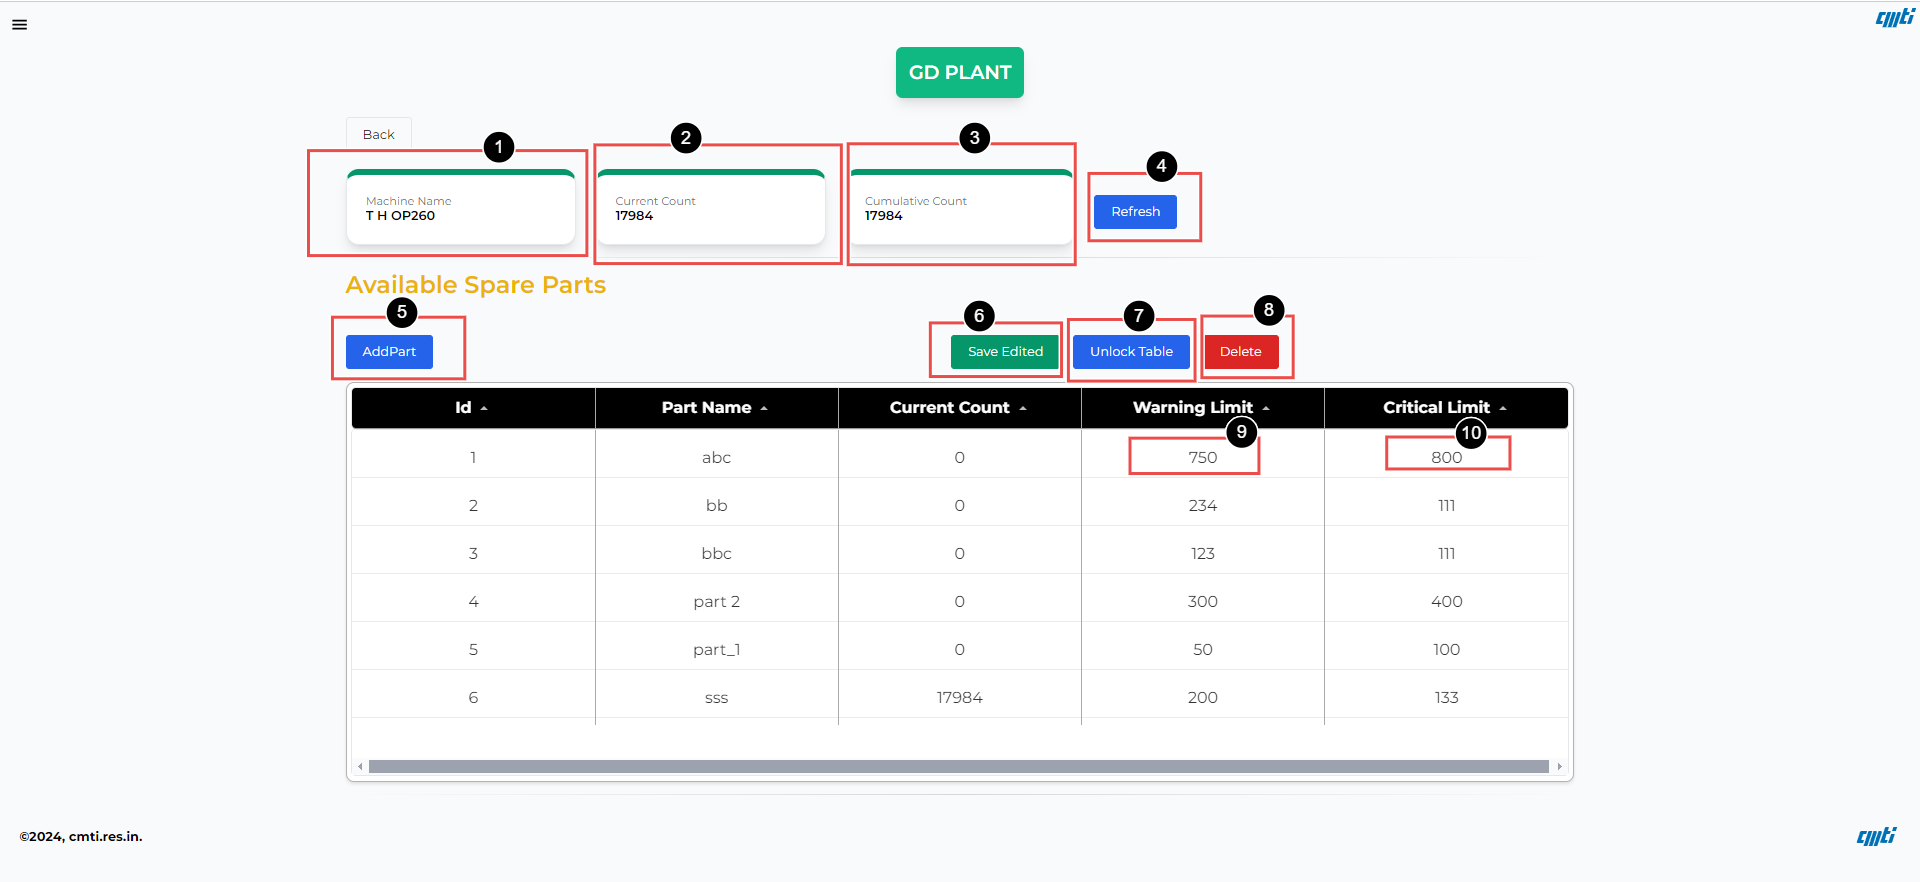 cmti
GD PLANT
Back
1
2
3
4
Machine Name
T H OP260
Current Count
17984
Cumulative Count
17984
Refresh
Available Spare Parts
5
6
7
8
AddPart
Save Edited
Unlock Table
Delete
Id Part Name Current Count Warning Limit Critical Limit
9
10
1 abc 0 750 800
2 bb 0 234 111
3 bbc 0 123 111
4 part 2 0 300 400
5 part_1 0 50 100
6 sss 17984 200 133
©2024, cmti.res.in.
cmti